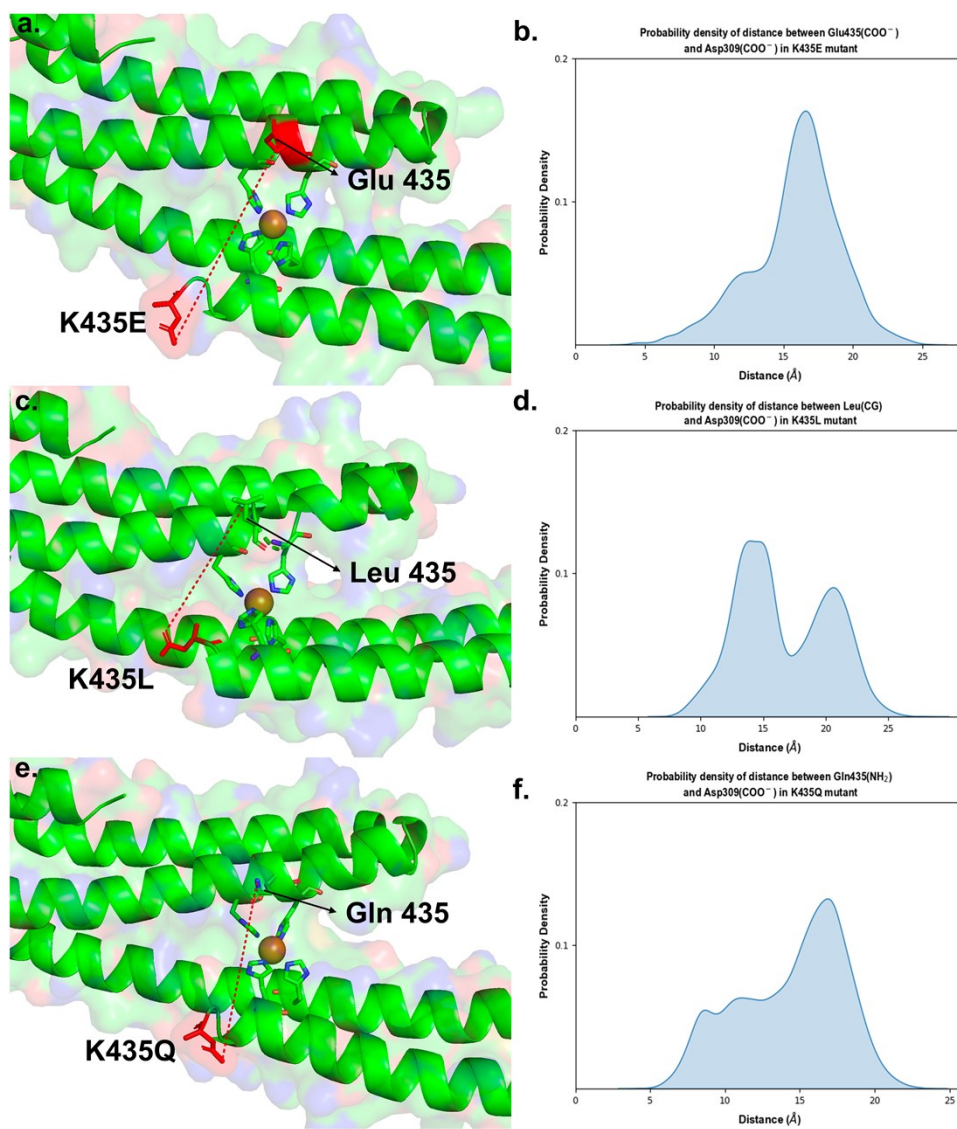 a.
Glu 435
K435E
b.
Probability density of distance between Glu435(COO⁻)
and Asp309(COO⁻) in K435E mutant
0.2
Probability Density
0.1
0
5
10
15
20
25
Distance (Å)
c.
Leu 435
K435L
d.
Probability density of distance between Leu(CG)
and Asp309(COO⁻) in K435L mutant
0.2
Probability Density
0.1
0
5
10
15
20
25
Distance (Å)
e.
Gln 435
K435Q
f.
Probability density of distance between Gln435(NH₂)
and Asp309(COO⁻) in K435Q mutant
0.2
Probability Density
0.1
0
5
10
15
20
25
Distance (Å)